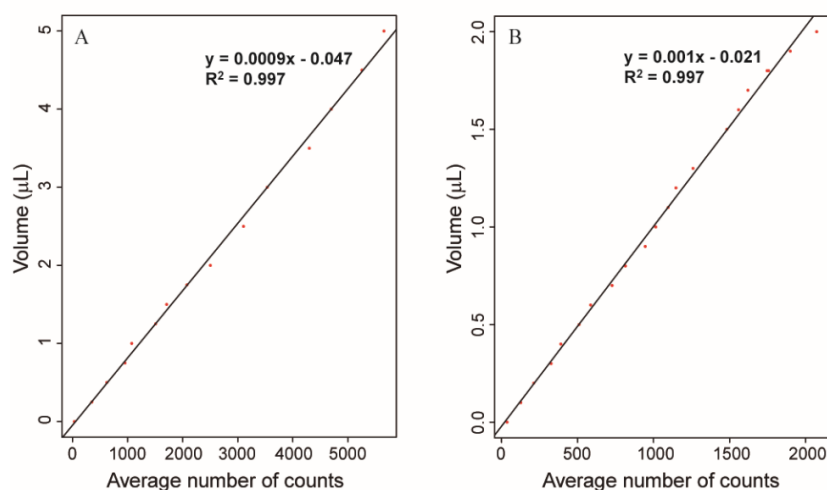 A
y = 0.0009x - 0.047
R² = 0.997
5
4
3
2
1
0
Volume (μL)
0 1000 2000 3000 4000 5000
Average number of counts
B
y = 0.001x - 0.021
R² = 0.997
2.0
1.5
1.0
0.5
0.0
Volume (μL)
0 500 1000 1500 2000
Average number of counts